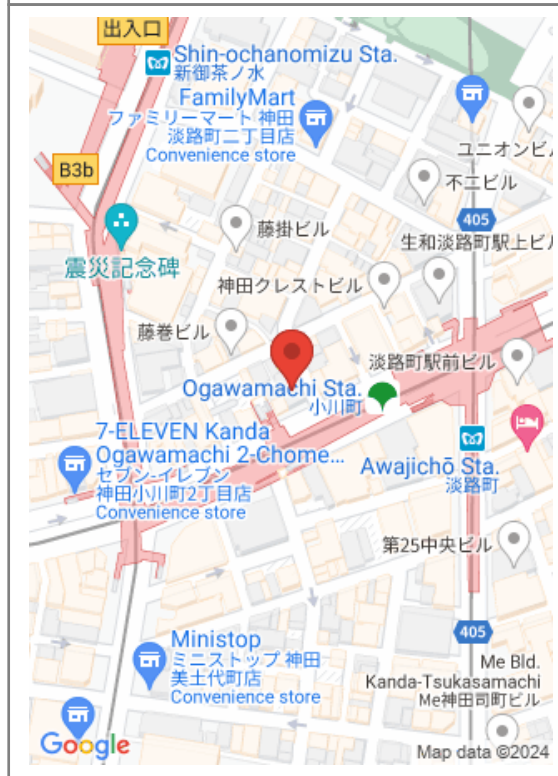 出入口
Shin-ochanomizu Sta.
新御茶ノ水
FamilyMart
ファミリーマート 神田
淡路町二丁目店
Convenience store
ユニオンビル
B3b
不二ビル
405
藤掛ビル
生和淡路町駅上ビル
震災記念碑
神田クレストビル
藤巻ビル
淡路町駅前ビル
Ogawamachi Sta.
小川町
7-ELEVEN Kanda
Ogawamachi 2-Chome...
セブン-イレブン
神田小川町2丁目店
Convenience store
Awajichō Sta.
淡路町
第25中央ビル
405
Ministop
ミニストップ 神田
美土代町店
Convenience store
Me Bld.
Kanda-Tsukasamachi
Me神田司町ビル
Google
Map data ©2024